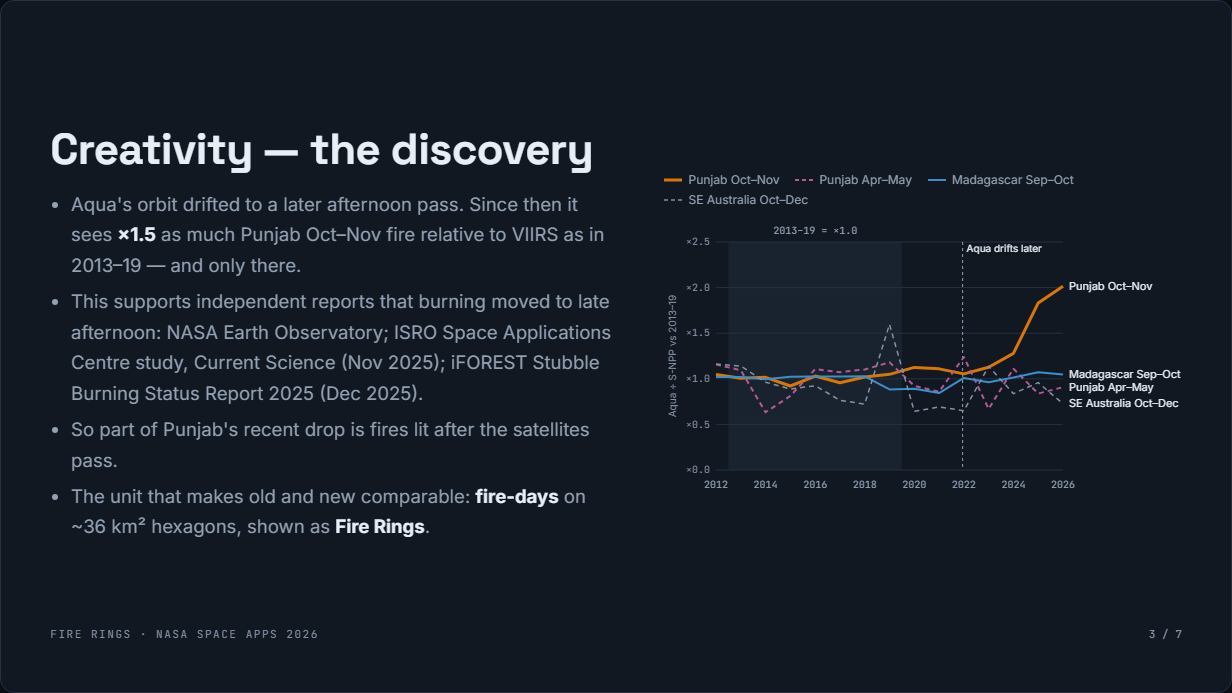 Creativity — the discovery
• Aqua's orbit drifted to a later afternoon pass. Since then it
sees ×1.5 as much Punjab Oct–Nov fire relative to VIIRS as in
2013–19 — and only there.
• This supports independent reports that burning moved to late
afternoon: NASA Earth Observatory; ISRO Space Applications
Centre study, Current Science (Nov 2025); iFOREST Stubble
Burning Status Report 2025 (Dec 2025).
• So part of Punjab's recent drop is fires lit after the satellites
pass.
• The unit that makes old and new comparable: fire-days on
~36 km² hexagons, shown as Fire Rings.
Punjab Oct–Nov Punjab Apr–May Madagascar Sep–Oct
SE Australia Oct–Dec
2013–19 = ×1.0
Aqua ÷ S-NPP vs 2013–19
×2.5
×2.0
×1.5
×1.0
×0.5
×0.0
Aqua drifts later
Punjab Oct–Nov
Madagascar Sep–Oct
Punjab Apr–May
SE Australia Oct–Dec
2012 2014 2016 2018 2020 2022 2024 2026
FIRE RINGS · NASA SPACE APPS 2026
3 / 7